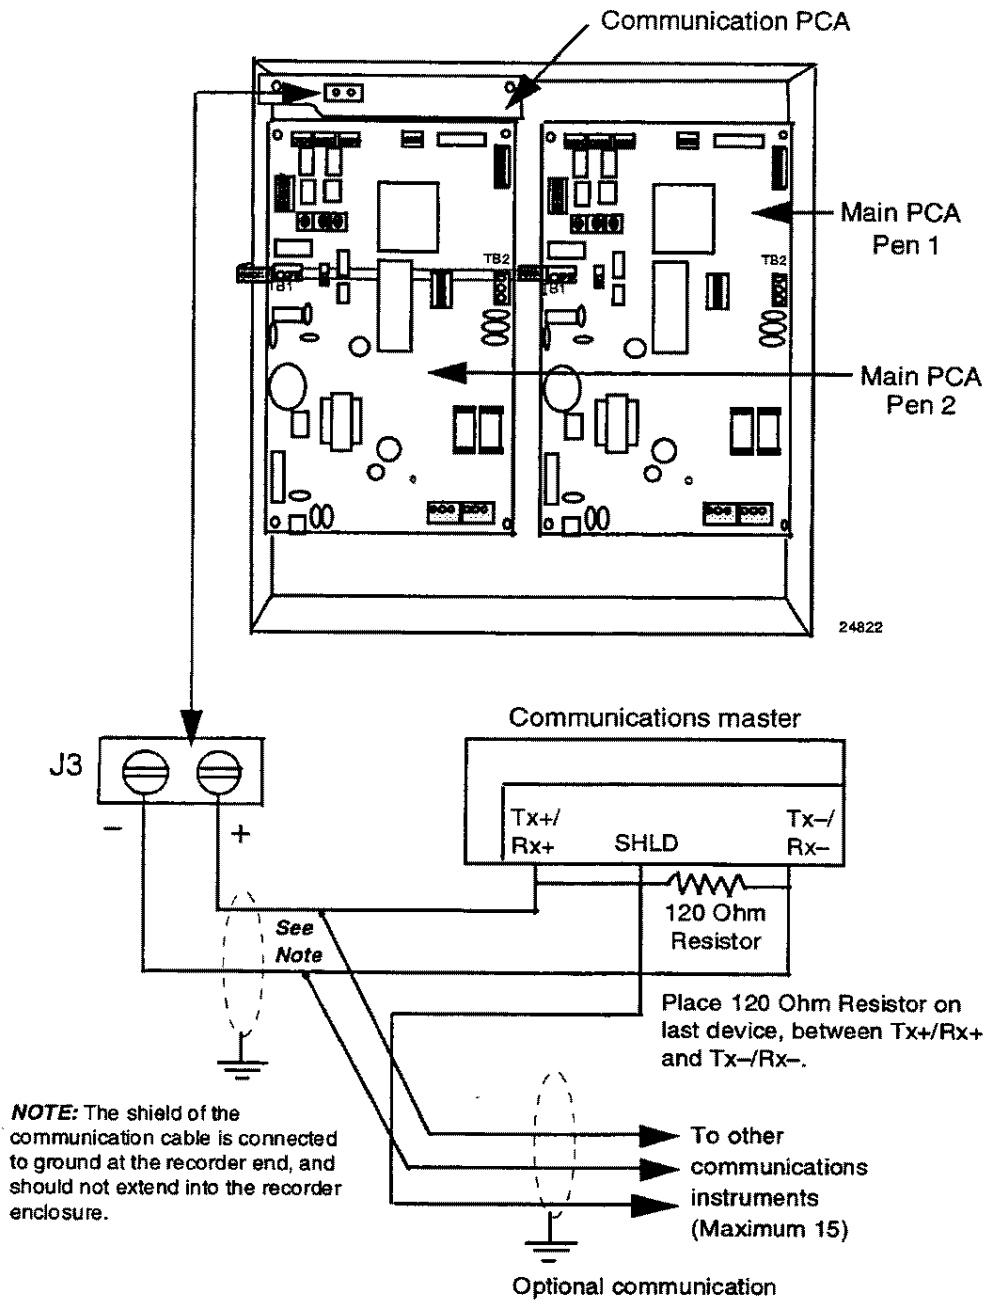 Communication PCA
Main PCA
Pen 1
TB2
TB2
TB1
TB1
Main PCA
Pen 2
24822
Communications master
J3
Tx+/
Rx+
SHLD
Tx–/
Rx–
–
+
120 Ohm
Resistor
See
Note
Place 120 Ohm Resistor on
last device, between Tx+/Rx+
and Tx–/Rx–.
NOTE: The shield of the
communication cable is connected
to ground at the recorder end, and
should not extend into the recorder
enclosure.
To other
communications
instruments
(Maximum 15)
Optional communication